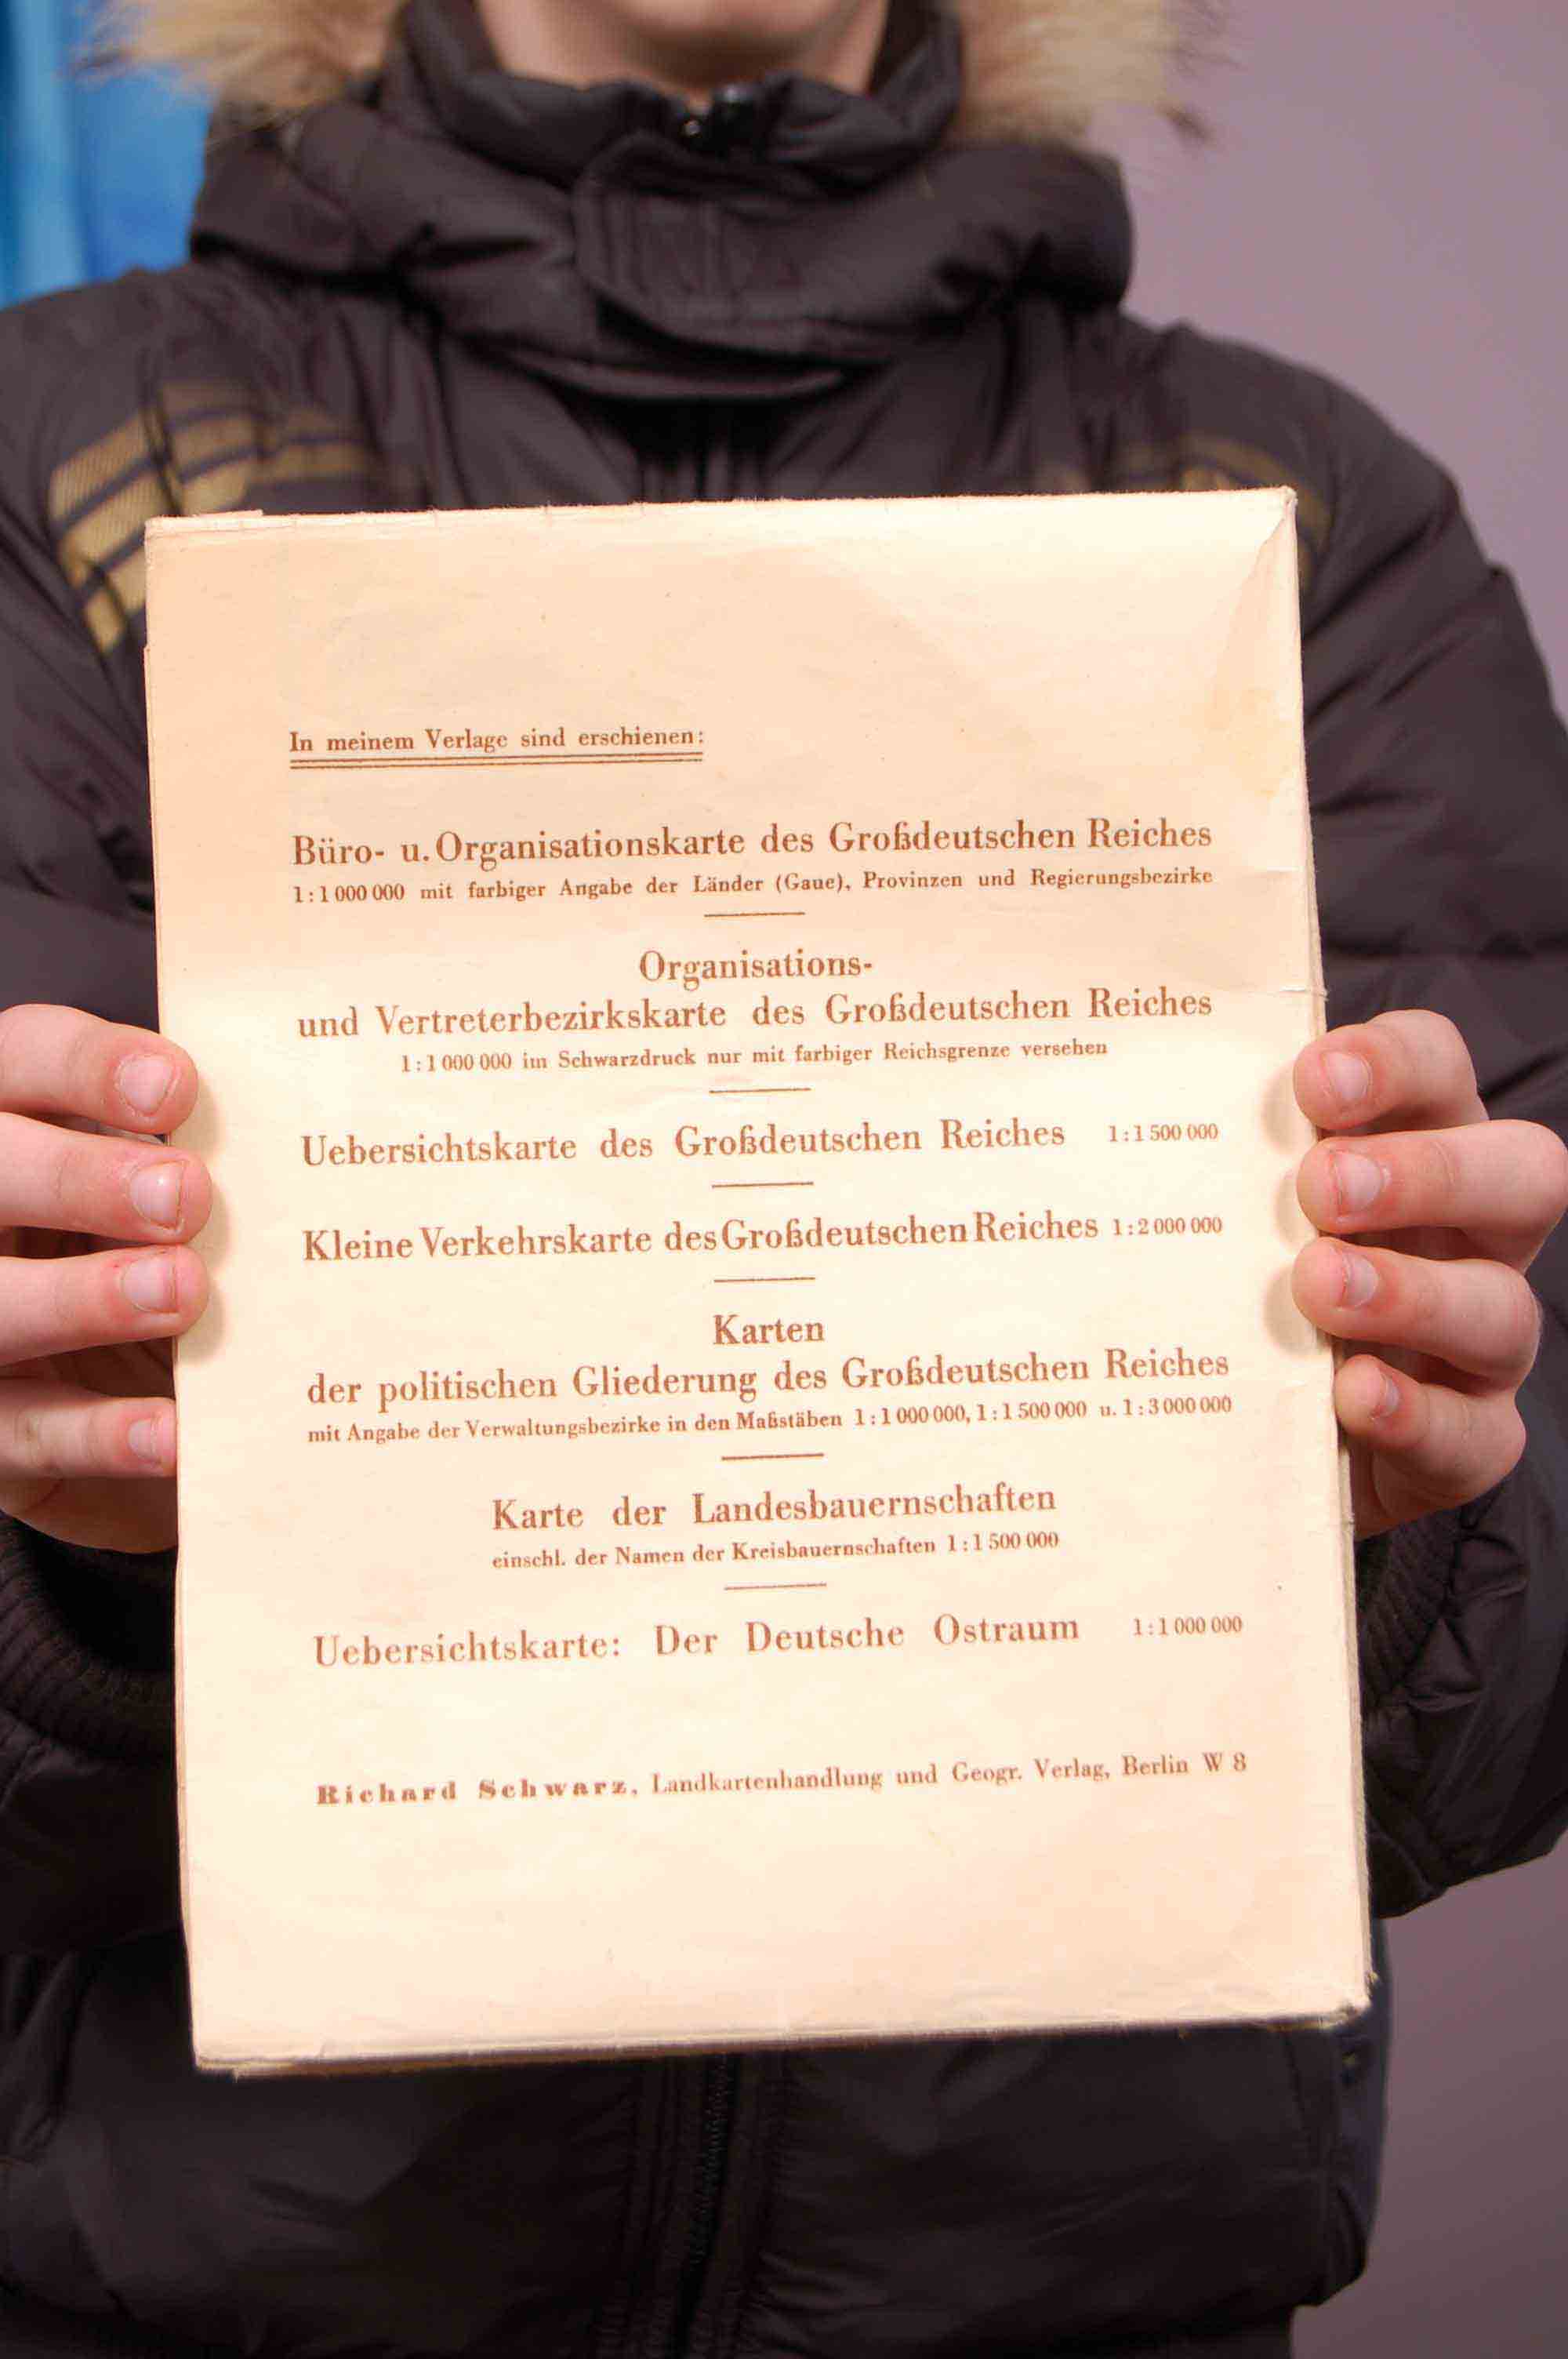 In meinem Verlage sind erschienen:
Büro- u. Organisationskarte des Großdeutschen Reiches
1:1 000 000 mit farbiger Angabe der Länder (Gaue), Provinzen und Regierungsbezirke
Organisations-
und Vertreterbezirkskarte des Großdeutschen Reiches
1:1 000 000 im Schwarzdruck nur mit farbiger Reichsgrenze versehen
Uebersichtskarte des Großdeutschen Reiches 1:1 500 000
Kleine Verkehrskarte des Großdeutschen Reiches 1:2 000 000
Karten
der politischen Gliederung des Großdeutschen Reiches
mit Angabe der Verwaltungsbezirke in den Maßstäben 1:1 000 000, 1:1 500 000 u. 1:3 000 000
Karte der Landesbauernschaften
einschl. der Namen der Kreisbauernschaften 1:1 500 000
Uebersichtskarte: Der Deutsche Ostraum 1:1 000 000
Richard Schwarz, Landkartenhandlung und Geogr. Verlag, Berlin W 8